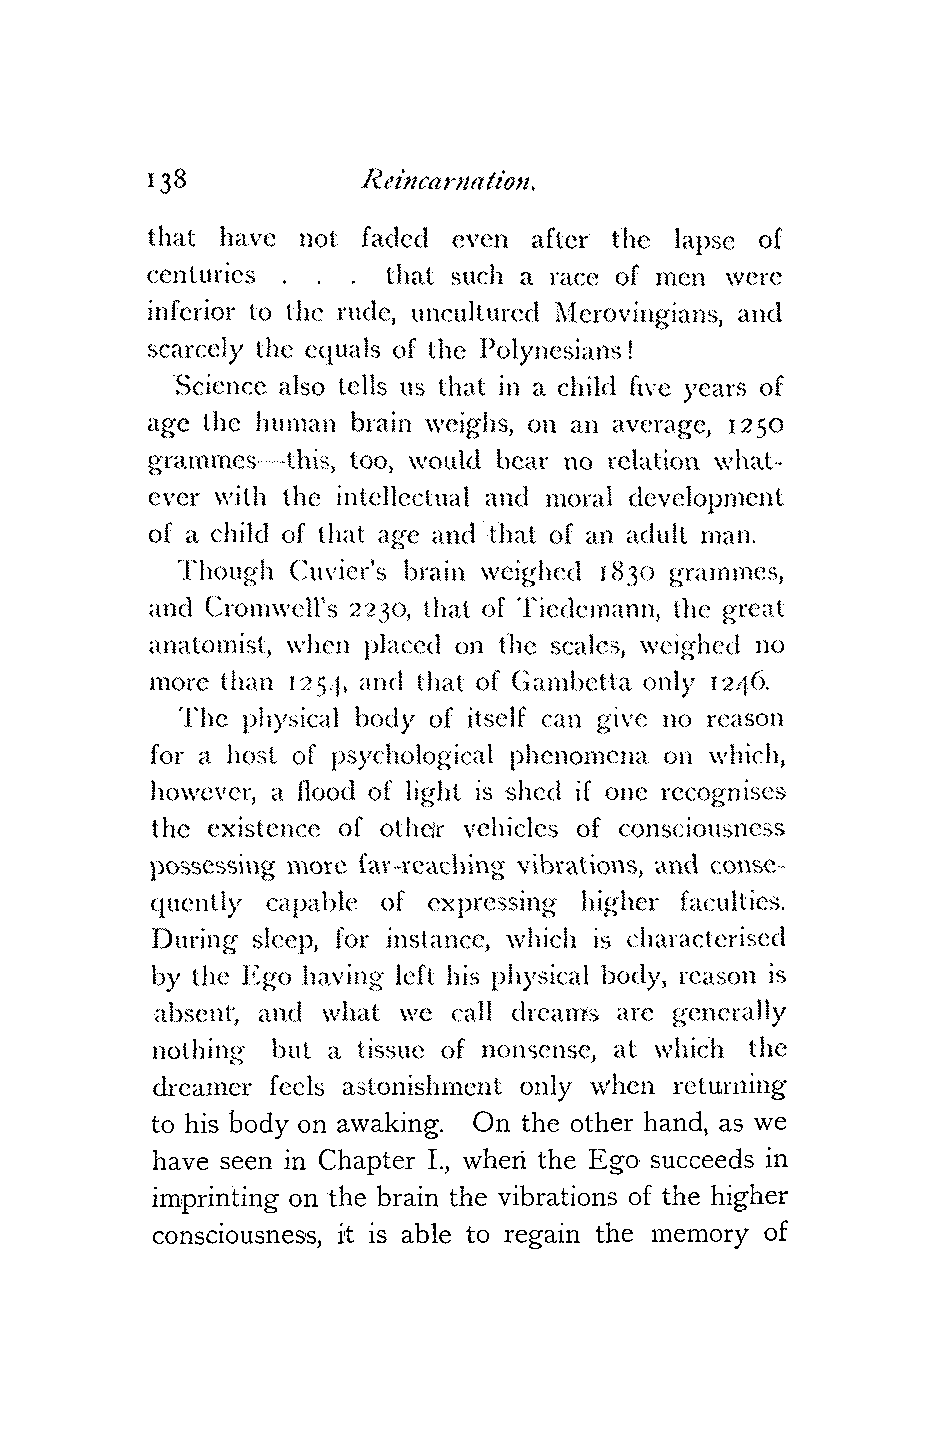 138 Reincarnation.
that have not faded even after the lapse of
centuries . . . that such a race of men were
inferior to the rude, uncultured Merovingians, and
scarcely the equals of the Polynesians!
Science also tells us that in a child five years of
age the human brain weighs, on an average, 1250
grammes—this, too, would bear no relation what-
ever with the intellectual and moral development
of a child of that age and that of an adult man.
Though Cuvier's brain weighed 1830 grammes,
and Cromwell's 2230, that of Tiedemann, the great
anatomist, when placed on the scales, weighed no
more than 1254, and that of Gambetta only 1246.
The physical body of itself can give no reason
for a host of psychological phenomena on which,
however, a flood of light is shed if one recognises
the existence of other vehicles of consciousness
possessing more far-reaching vibrations, and conse-
quently capable of expressing higher faculties.
During sleep, for instance, which is characterised
by the Ego having left his physical body, reason is
absent, and what we call dreams are generally
nothing but a tissue of nonsense, at which the
dreamer feels astonishment only when returning
to his body on awaking. On the other hand, as we
have seen in Chapter I., when the Ego succeeds in
imprinting on the brain the vibrations of the higher
consciousness, it is able to regain the memory of